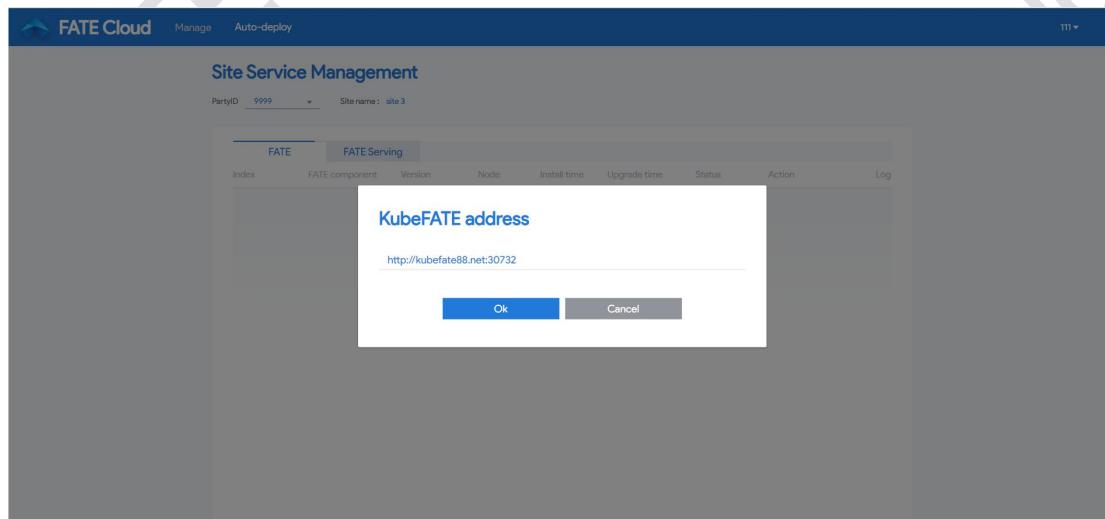 FATE Cloud Manage Auto-deploy 111
Site Service Management
PartyID 9999 Site name : site 3
FATE FATE Serving
Index FATE component Version Node Install time Upgrade time Status Action Log
KubeFATE address
http://kubefate88.net:30732
Ok Cancel